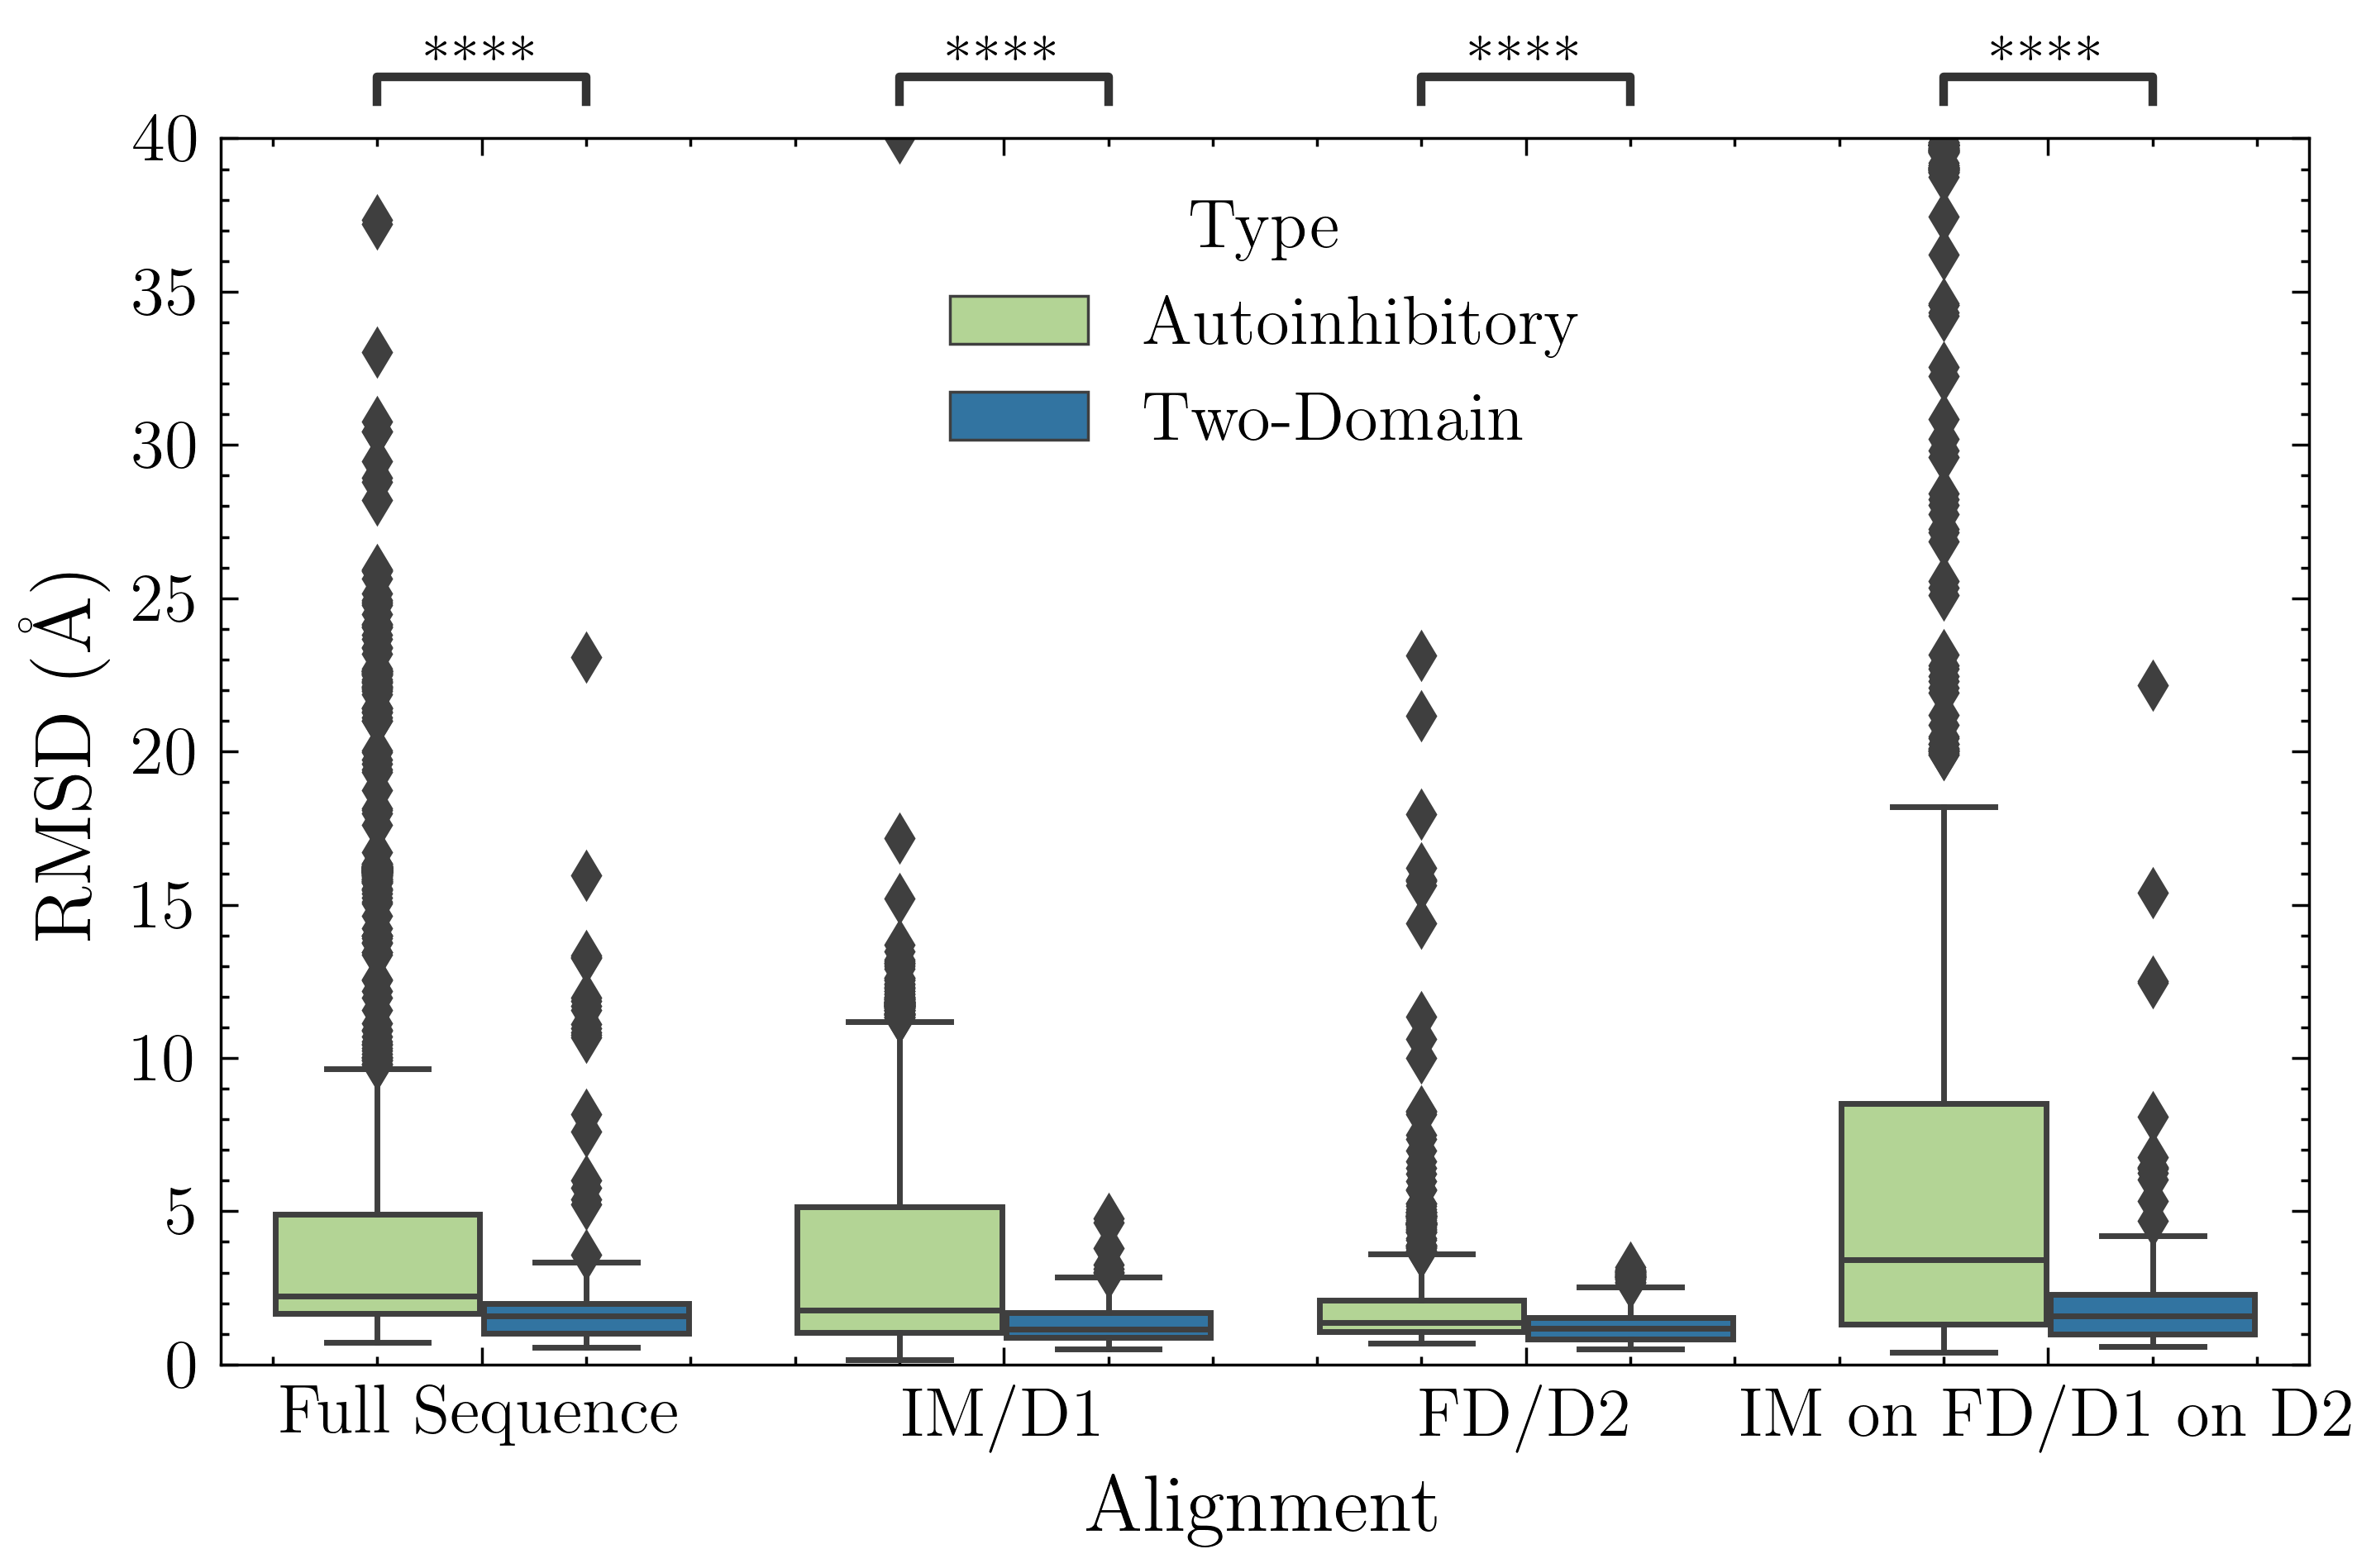 **** **** **** ****
40
35
30
25
20
15
10
5
0
RMSD (Å)
Type
Autoinhibitory
Two-Domain
Full Sequence IM/D1 FD/D2 IM on FD/D1 on D2
Alignment